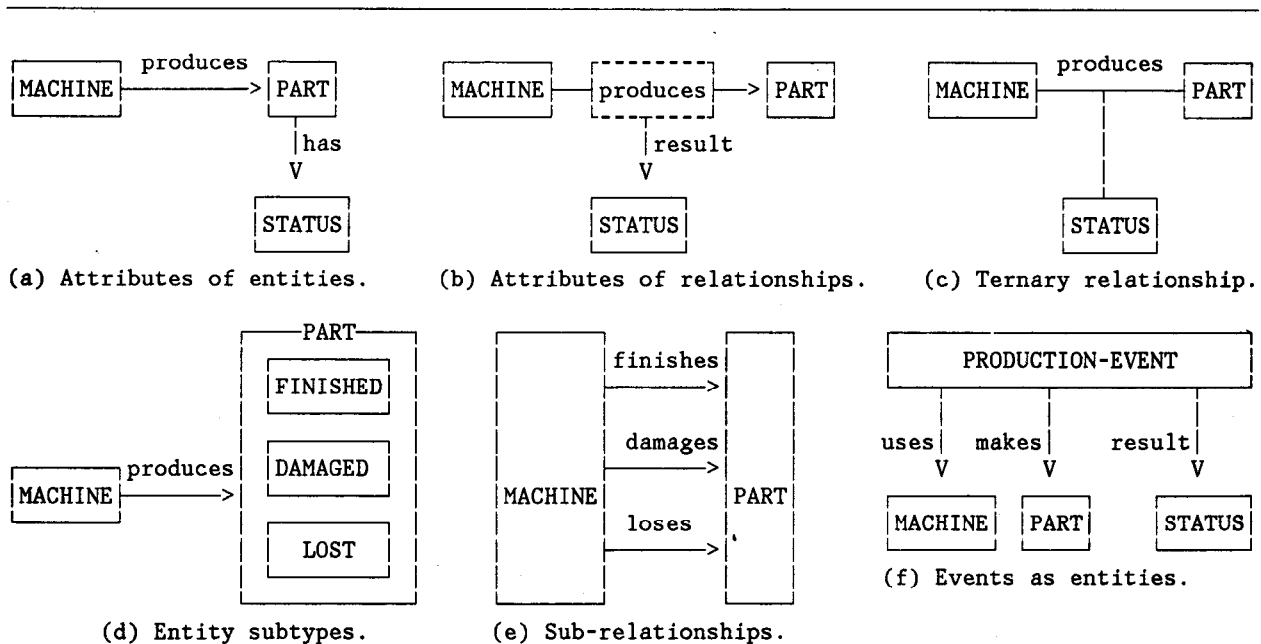 produces
MACHINE
PART
has
V
STATUS
(a) Attributes of entities.
MACHINE
produces
PART
result
V
STATUS
(b) Attributes of relationships.
produces
MACHINE
PART
STATUS
(c) Ternary relationship.
PART
FINISHED
DAMAGED
LOST
produces
MACHINE
(d) Entity subtypes.
MACHINE
finishes
damages
loses
PART
(e) Sub-relationships.
PRODUCTION-EVENT
uses
makes
result
V
V
V
MACHINE
PART
STATUS
(f) Events as entities.